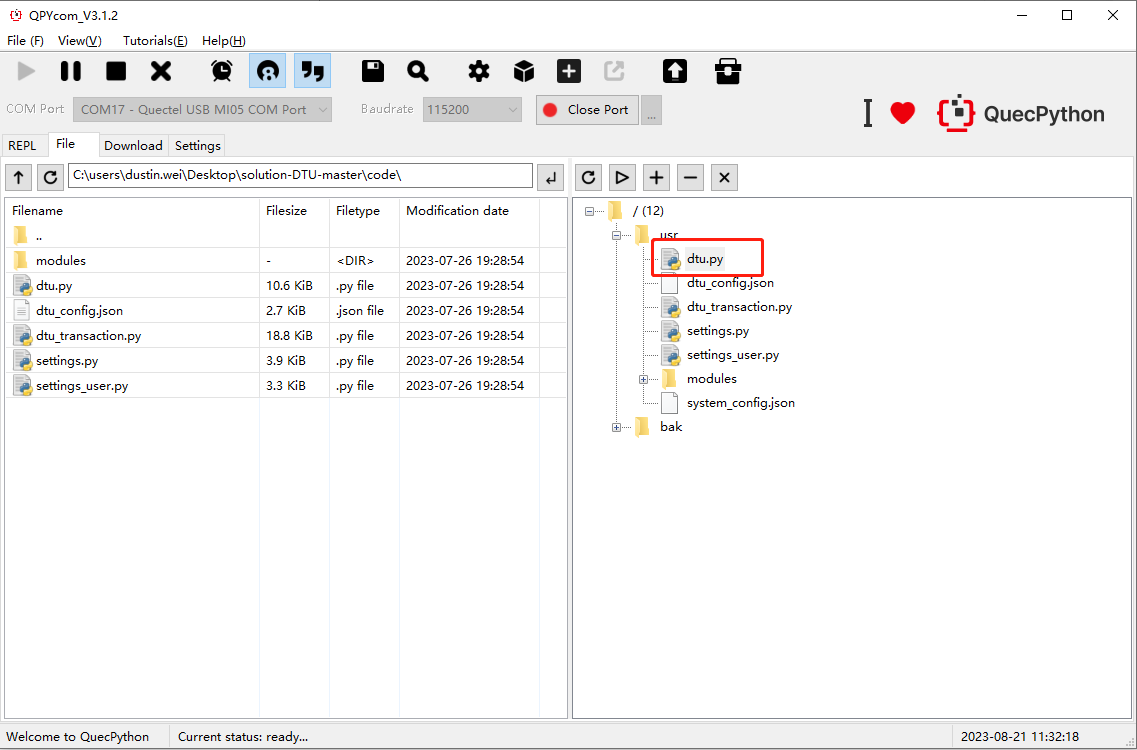 QPYcom_V3.1.2
File (F) View(V) Tutorials(E) Help(H)
COM Port COM17 - Quectel USB MI05 COM Port Baudrate 115200 Close Port ... I QuecPython
REPL File Download Settings
C:\users\dustin.wei\Desktop\solution-DTU-master\code\
Filename Filesize Filetype Modification date
..
modules - <DIR> 2023-07-26 19:28:54
dtu.py 10.6 KiB .py file 2023-07-26 19:28:54
dtu_config.json 2.7 KiB .json file 2023-07-26 19:28:54
dtu_transaction.py 18.8 KiB .py file 2023-07-26 19:28:54
settings.py 3.9 KiB .py file 2023-07-26 19:28:54
settings_user.py 3.3 KiB .py file 2023-07-26 19:28:54
/ (12)
usr
dtu.py
dtu_config.json
dtu_transaction.py
settings.py
settings_user.py
modules
system_config.json
bak
Welcome to QuecPython Current status: ready... 2023-08-21 11:32:18